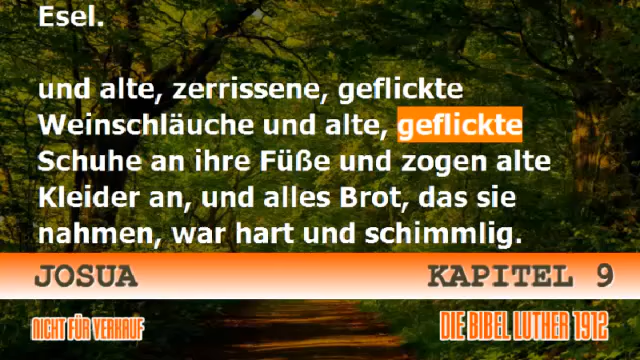 Esel.
und alte, zerrissene, geflickte
Weinschläuche und alte, geflickte
Schuhe an ihre Füße und zogen alte
Kleider an, und alles Brot, das sie
nahmen, war hart und schimmlig.
JOSUA KAPITEL 9
NICHT FÜR VERKAUF DIE BIBEL LUTHER 1912